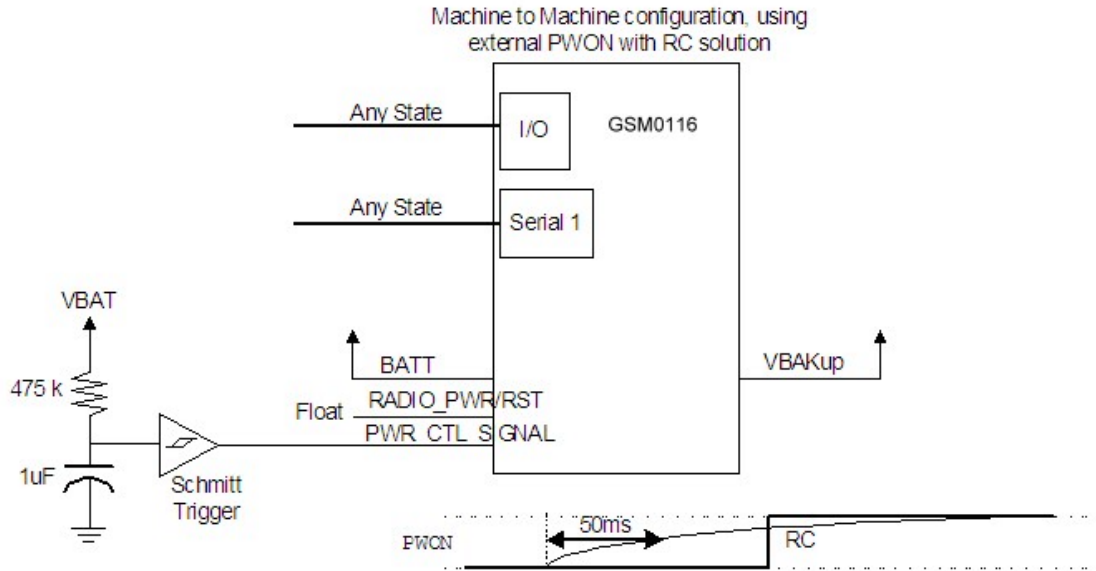 Machine to Machine configuration, using
external PWON with RC solution
Any State
I/O
GSM0116
Any State
Serial 1
VBAT
BATT
VBAKup
475 k
Float
RADIO_PWR/RST
PWR_CTL_SIGNAL
1uF
Schmitt
Trigger
50ms
PWON
RC